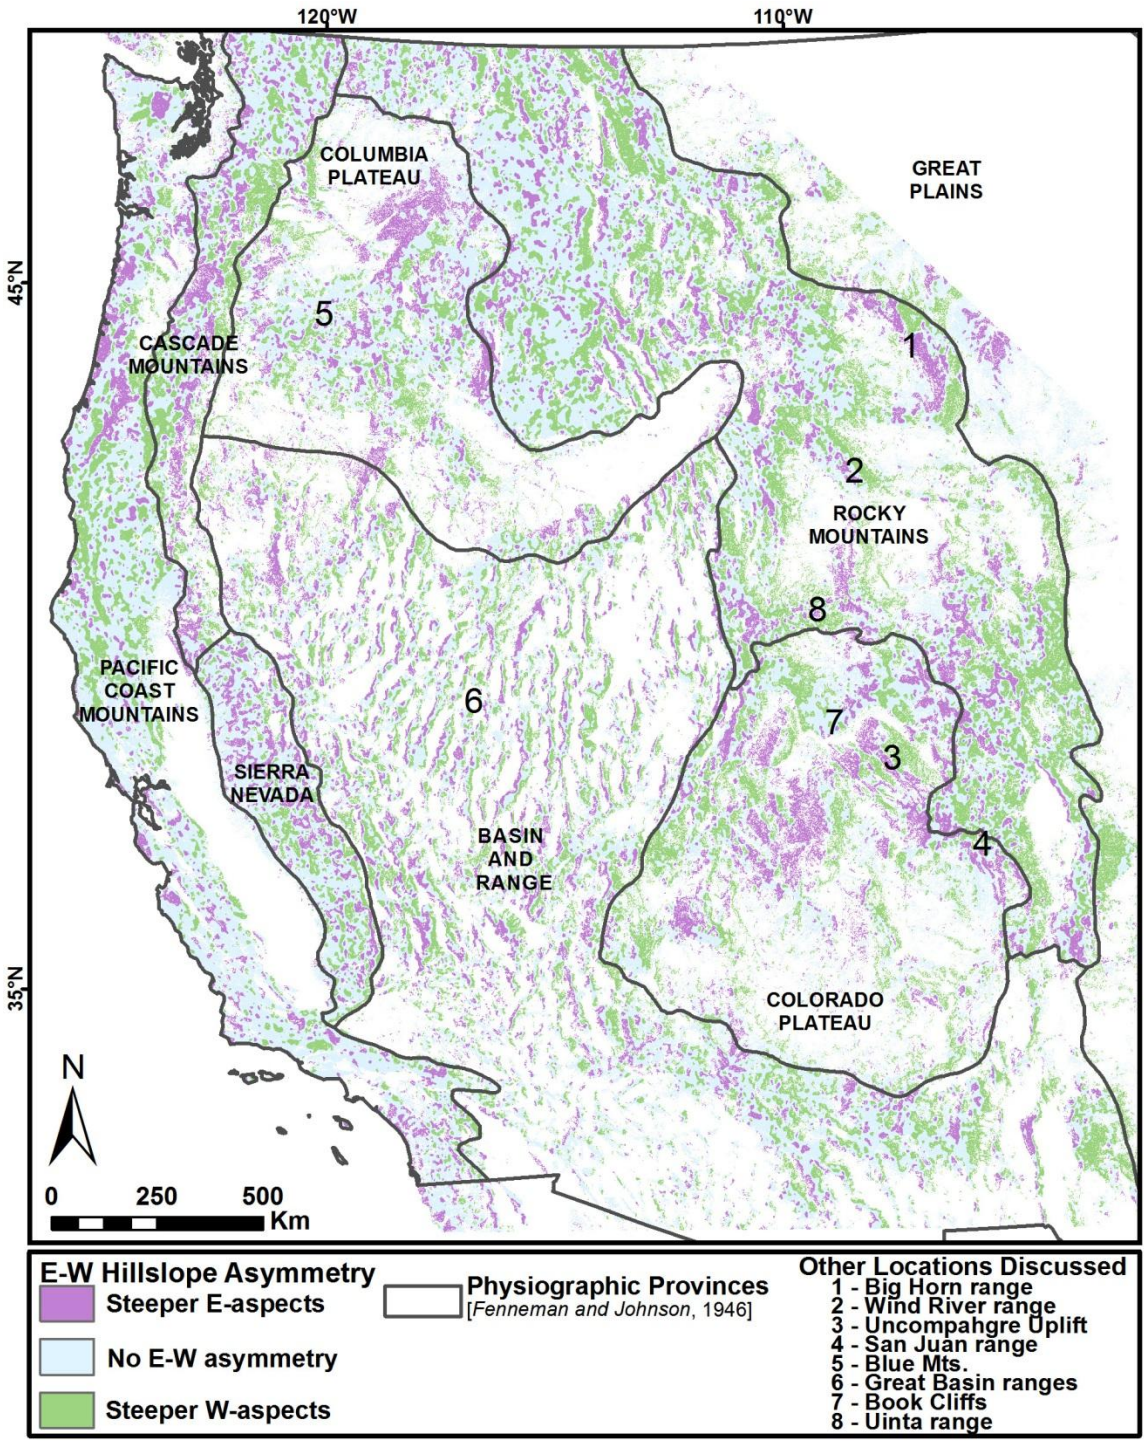 120°W
110°W
45°N
35°N
COLUMBIA
PLATEAU
GREAT
PLAINS
5
CASCADE
MOUNTAINS
1
2
ROCKY
MOUNTAINS
8
PACIFIC
COAST
MOUNTAINS
6
7
3
SIERRA
NEVADA
BASIN
AND
RANGE
4
COLORADO
PLATEAU
N
0 250 500
Km
E-W Hillslope Asymmetry
Steeper E-aspects
No E-W asymmetry
Steeper W-aspects
Physiographic Provinces
[Fenneman and Johnson, 1946]
Other Locations Discussed
1 - Big Horn range
2 - Wind River range
3 - Uncompahgre Uplift
4 - San Juan range
5 - Blue Mts.
6 - Great Basin ranges
7 - Book Cliffs
8 - Uinta range